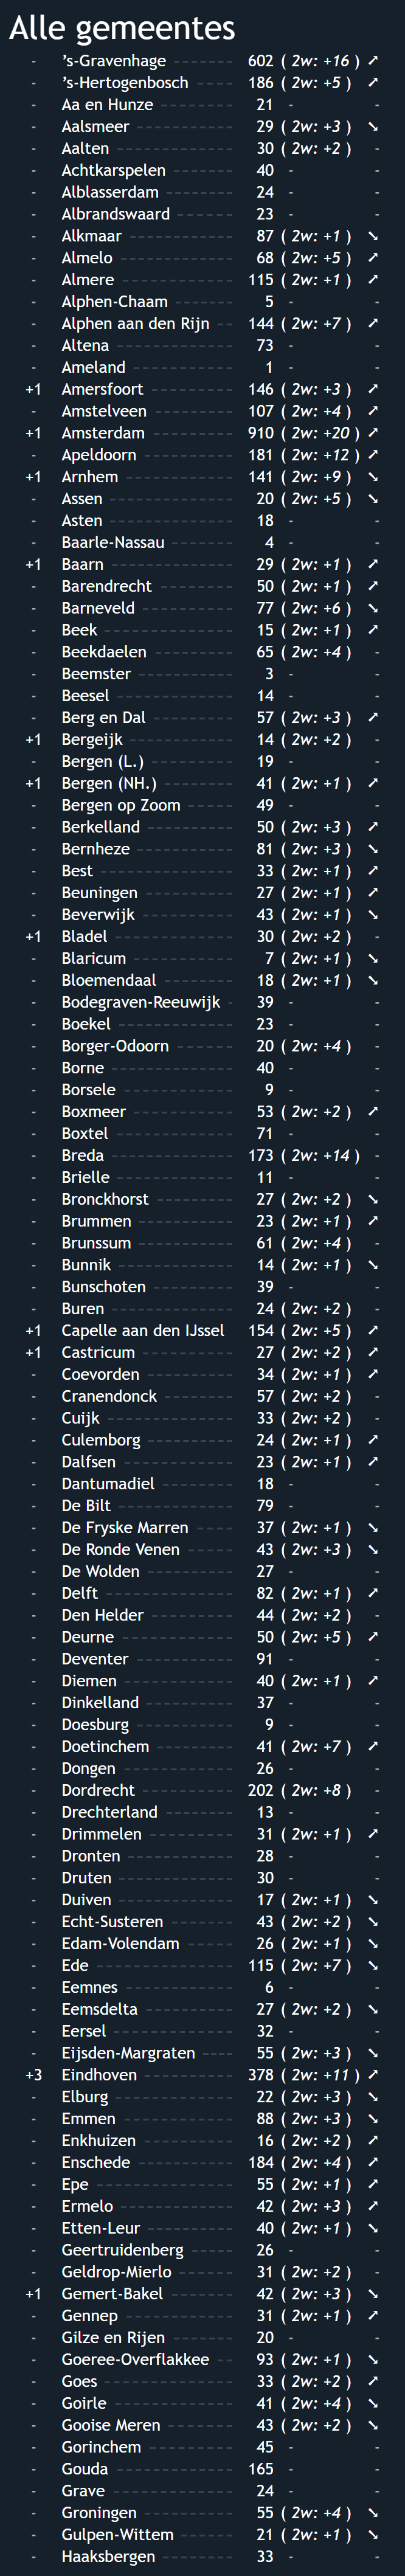 Alle gemeentes
- ’s-Gravenhage ------- 602 ( 2w: +16 ) ➚
- ’s-Hertogenbosch ----- 186 ( 2w: +5 ) ➚
- Aa en Hunze -------- 21 - -
- Aalsmeer ----------- 29 ( 2w: +3 ) ➘
- Aalten ------------- 30 ( 2w: +2 ) -
- Achtkarspelen ------- 40 - -
- Alblasserdam -------- 24 - -
- Albrandswaard ------- 23 - -
- Alkmaar ------------ 87 ( 2w: +1 ) ➘
- Almelo ------------- 68 ( 2w: +5 ) ➚
- Almere ------------- 115 ( 2w: +1 ) ➚
- Alphen-Chaam ------- 5 - -
- Alphen aan den Rijn -- 144 ( 2w: +7 ) ➚
- Altena ------------- 73 - -
- Ameland ----------- 1 - -
+1 Amersfoort --------- 146 ( 2w: +3 ) ➚
- Amstelveen --------- 107 ( 2w: +4 ) ➚
+1 Amsterdam --------- 910 ( 2w: +20 ) ➚
- Apeldoorn ---------- 181 ( 2w: +12 ) ➚
+1 Arnhem ------------ 141 ( 2w: +9 ) ➘
- Assen ------------- 20 ( 2w: +5 ) ➘
- Asten ------------- 18 - -
- Baarle-Nassau ------- 4 - -
+1 Baarn ------------- 29 ( 2w: +1 ) ➚
- Barendrecht -------- 50 ( 2w: +1 ) ➚
- Barneveld ---------- 77 ( 2w: +6 ) ➘
- Beek -------------- 15 ( 2w: +1 ) ➚
- Beekdaelen --------- 65 ( 2w: +4 ) -
- Beemster ----------- 3 - -
- Beesel ------------- 14 - -
- Berg en Dal --------- 57 ( 2w: +3 ) ➚
+1 Bergeijk ----------- 14 ( 2w: +2 ) -
- Bergen (L.) --------- 19 - -
+1 Bergen (NH.) -------- 41 ( 2w: +1 ) ➚
- Bergen op Zoom ------ 49 - -
- Berkelland ---------- 50 ( 2w: +3 ) ➚
- Bernheze ----------- 81 ( 2w: +3 ) ➘
- Best -------------- 33 ( 2w: +1 ) ➚
- Beuningen ---------- 27 ( 2w: +1 ) ➚
- Beverwijk ---------- 43 ( 2w: +1 ) ➘
+1 Bladel ------------- 30 ( 2w: +2 ) -
- Blaricum ----------- 7 ( 2w: +1 ) ➘
- Bloemendaal -------- 18 ( 2w: +1 ) ➘
- Bodegraven-Reeuwijk - 39 - -
- Boekel ------------- 23 - -
- Borger-Odoorn ------ 20 ( 2w: +4 ) -
- Borne ------------- 40 - -
- Borsele ------------ 9 - -
- Boxmeer ----------- 53 ( 2w: +2 ) ➚
- Boxtel ------------- 71 - -
- Breda ------------- 173 ( 2w: +14 ) -
- Brielle ------------ 11 - -
- Bronckhorst -------- 27 ( 2w: +2 ) ➘
- Brummen ----------- 23 ( 2w: +1 ) ➚
- Brunssum ---------- 61 ( 2w: +4 ) -
- Bunnik ------------- 14 ( 2w: +1 ) ➘
- Bunschoten --------- 39 - -
- Buren ------------- 24 ( 2w: +2 ) -
+1 Capelle aan den IJssel 154 ( 2w: +5 ) ➚
+1 Castricum ---------- 27 ( 2w: +2 ) ➚
- Coevorden ---------- 34 ( 2w: +1 ) ➚
- Cranendonck -------- 57 ( 2w: +2 ) -
- Cuijk -------------- 33 ( 2w: +2 ) -
- Culemborg ---------- 24 ( 2w: +1 ) ➚
- Dalfsen ------------ 23 ( 2w: +1 ) ➚
- Dantumadiel -------- 18 - -
- De Bilt ------------ 79 - -
- De Fryske Marren ---- 37 ( 2w: +1 ) ➘
- De Ronde Venen ----- 43 ( 2w: +3 ) ➘
- De Wolden ---------- 27 - -
- Delft -------------- 82 ( 2w: +1 ) ➚
- Den Helder --------- 44 ( 2w: +2 ) -
- Deurne ------------ 50 ( 2w: +5 ) ➚
- Deventer ----------- 91 - -
- Diemen ------------ 40 ( 2w: +1 ) ➚
- Dinkelland ---------- 37 - -
- Doesburg ----------- 9 - -
- Doetinchem --------- 41 ( 2w: +7 ) ➚
- Dongen ------------ 26 - -
- Dordrecht ---------- 202 ( 2w: +8 ) -
- Drechterland -------- 13 - -
- Drimmelen --------- 31 ( 2w: +1 ) ➚
- Dronten ------------ 28 - -
- Druten ------------- 30 - -
- Duiven ------------- 17 ( 2w: +1 ) ➘
- Echt-Susteren ------- 43 ( 2w: +2 ) ➘
- Edam-Volendam ------ 26 ( 2w: +1 ) ➘
- Ede --------------- 115 ( 2w: +7 ) ➘
- Eemnes ------------ 6 - -
- Eemsdelta ---------- 27 ( 2w: +2 ) ➘
- Eersel ------------- 32 - -
- Eijsden-Margraten ---- 55 ( 2w: +3 ) ➘
+3 Eindhoven ---------- 378 ( 2w: +11 ) ➚
- Elburg ------------- 22 ( 2w: +3 ) ➘
- Emmen ------------ 88 ( 2w: +3 ) ➘
- Enkhuizen ---------- 16 ( 2w: +2 ) ➚
- Enschede ----------- 184 ( 2w: +4 ) ➚
- Epe --------------- 55 ( 2w: +1 ) ➚
- Ermelo ------------- 42 ( 2w: +3 ) ➚
- Etten-Leur ---------- 40 ( 2w: +1 ) ➘
- Geertruidenberg ----- 26 - -
- Geldrop-Mierlo ------- 31 ( 2w: +2 ) -
+1 Gemert-Bakel -------- 42 ( 2w: +3 ) ➘
- Gennep ------------ 31 ( 2w: +1 ) ➚
- Gilze en Rijen -------- 20 - -
- Goeree-Overflakkee -- 93 ( 2w: +1 ) ➘
- Goes -------------- 33 ( 2w: +2 ) ➚
- Goirle ------------- 41 ( 2w: +4 ) ➘
- Gooise Meren -------- 43 ( 2w: +2 ) ➘
- Gorinchem ---------- 45 - -
- Gouda ------------- 165 - -
- Grave ------------- 24 - -
- Groningen ---------- 55 ( 2w: +4 ) ➘
- Gulpen-Wittem ------ 21 ( 2w: +1 ) ➘
- Haaksbergen -------- 33 - -